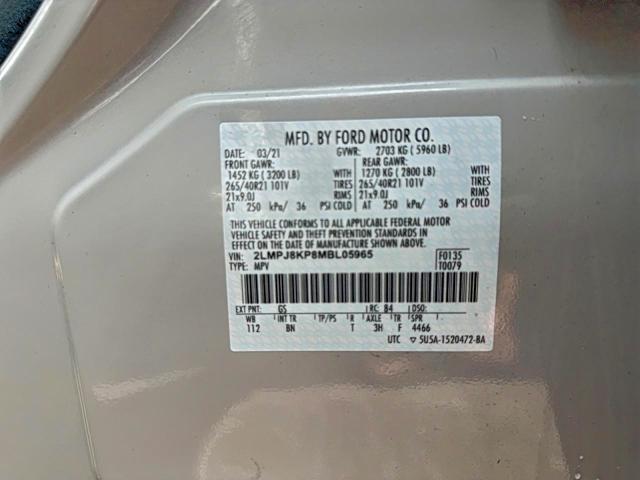 MFD. BY FORD MOTOR CO.
DATE: 03/21 GVWR: 2703 KG ( 5960 LB)
FRONT GAWR: REAR GAWR:
1452 KG ( 3200 LB) WITH 1270 KG ( 2800 LB) WITH
265/40R21 101V TIRES 265/40R21 101V TIRES
21x9.0J RIMS 21x9.0J RIMS
AT 250 kPa/ 36 PSI COLD AT 250 kPa/ 36 PSI COLD
THIS VEHICLE CONFORMS TO ALL APPLICABLE FEDERAL MOTOR
VEHICLE SAFETY AND THEFT PREVENTION STANDARDS IN
EFFECT ON THE DATE OF MANUFACTURE SHOWN ABOVE.
VIN: 2LMPJ8KP8MBL05965 F0135
TYPE: MPV T0079
EXT PNT: GS RC: 84 DSO:
WB INT TR TP/PS R AXLE TR SPR
112 BN T 3H F 4466
UTC ▽ 5U5A-1520472-BA